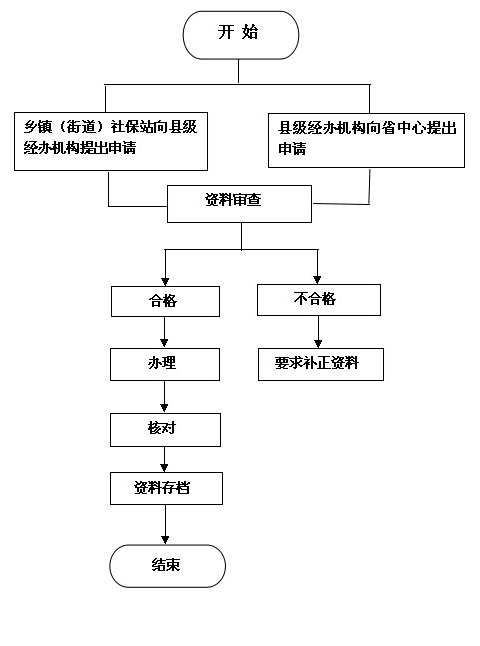 开 始
乡镇（街道）社保站向县级
经办机构提出申请
县级经办机构向省中心提出
申请
资料审查
合格
不合格
办理
要求补正资料
核对
资料存档
结束